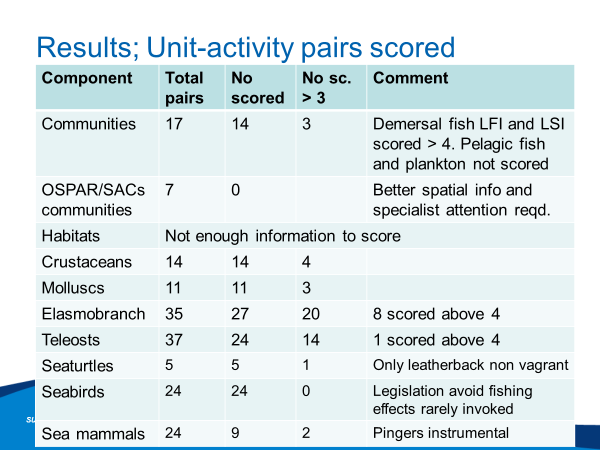 Results; Unit-activity pairs scored
Component Total pairs No scored No sc. > 3 Comment
Communities 17 14 3 Demersal fish LFI and LSI scored > 4. Pelagic fish and plankton not scored
OSPAR/SACs communities 7 0 Better spatial info and specialist attention reqd.
Habitats Not enough information to score
Crustaceans 14 14 4
Molluscs 11 11 3
Elasmobranch 35 27 20 8 scored above 4
Teleosts 37 24 14 1 scored above 4
Seaturtles 5 5 1 Only leatherback non vagrant
Seabirds 24 24 0 Legislation avoid fishing effects rarely invoked
Sea mammals 24 9 2 Pingers instrumental